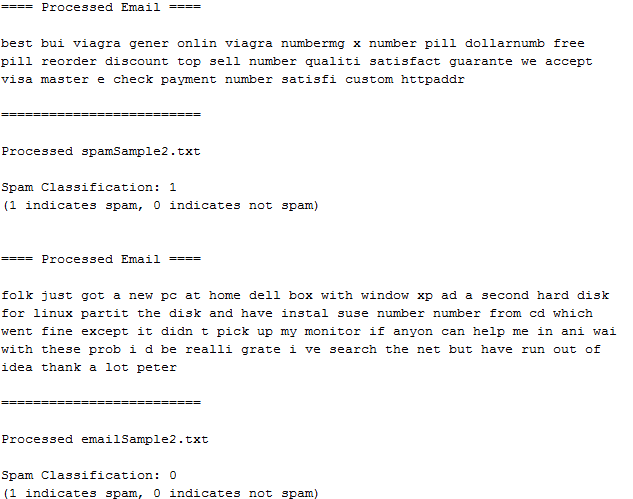 ==== Processed Email ====
best bui viagra gener onlin viagra numbermg x number pill dollarnumb free
pill reorder discount top sell number qualiti satisfact guarante we accept
visa master e check payment number satisfi custom httpaddr
=========================
Processed spamSample2.txt
Spam Classification: 1
(1 indicates spam, 0 indicates not spam)
==== Processed Email ====
folk just got a new pc at home dell box with window xp ad a second hard disk
for linux partit the disk and have instal suse number number from cd which
went fine except it didn t pick up my monitor if anyon can help me in ani wai
with these prob i d be realli grate i ve search the net but have run out of
idea thank a lot peter
=========================
Processed emailSample2.txt
Spam Classification: 0
(1 indicates spam, 0 indicates not spam)